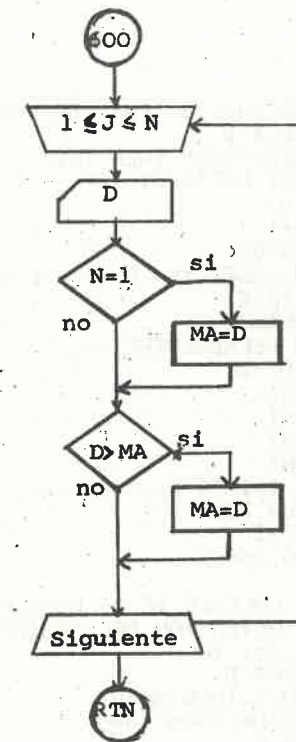 600
1 ≤ J ≤ N
D
N=1
si
no
MA=D
D>MA
si
no
MA=D
Siguiente
RTN